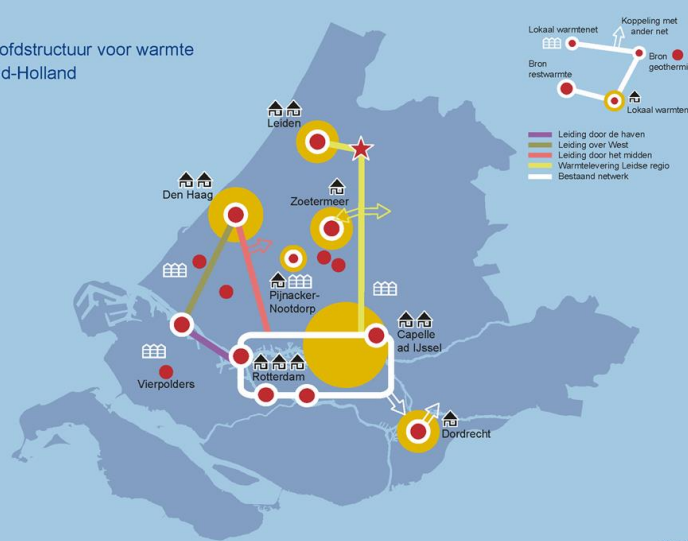 ofdstructuur voor warmte
d-Holland
Lokaal warmtenet
Koppeling met
ander net
Bron
restwarmte
Bron
geothermi
Lokaal warmten
Leiding door de haven
Leiding over West
Leiding door het midden
Warmtelevering Leidse regio
Bestaand netwerk
Leiden
Den Haag
Zoetermeer
Pijnacker-
Nootdorp
Capelle
ad IJssel
Rotterdam
Vierpolders
Dordrecht